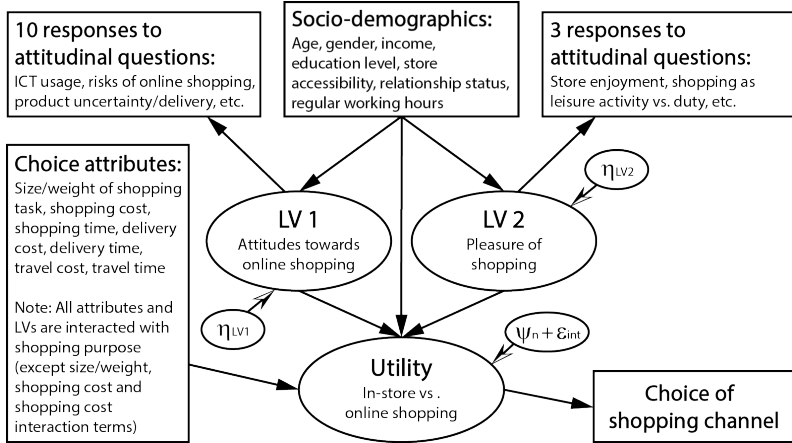 10 responses to
attitudinal questions:
ICT usage, risks of online shopping,
product uncertainty/delivery, etc.
Socio-demographics:
Age, gender, income,
education level, store
accessibility, relationship status,
regular working hours
3 responses to
attitudinal questions:
Store enjoyment, shopping as
leisure activity vs. duty, etc.
Choice attributes:
Size/weight of shopping
task, shopping cost,
shopping time, delivery
cost, delivery time,
travel cost, travel time
Note: All attributes and
LVs are interacted with
shopping purpose
(except size/weight,
shopping cost and
shopping cost
interaction terms)
LV 1
Attitudes towards
online shopping
LV 2
Pleasure of
shopping
ηLV2
ηLV1
ψn + εint
Utility
In-store vs .
online shopping
Choice of
shopping channel